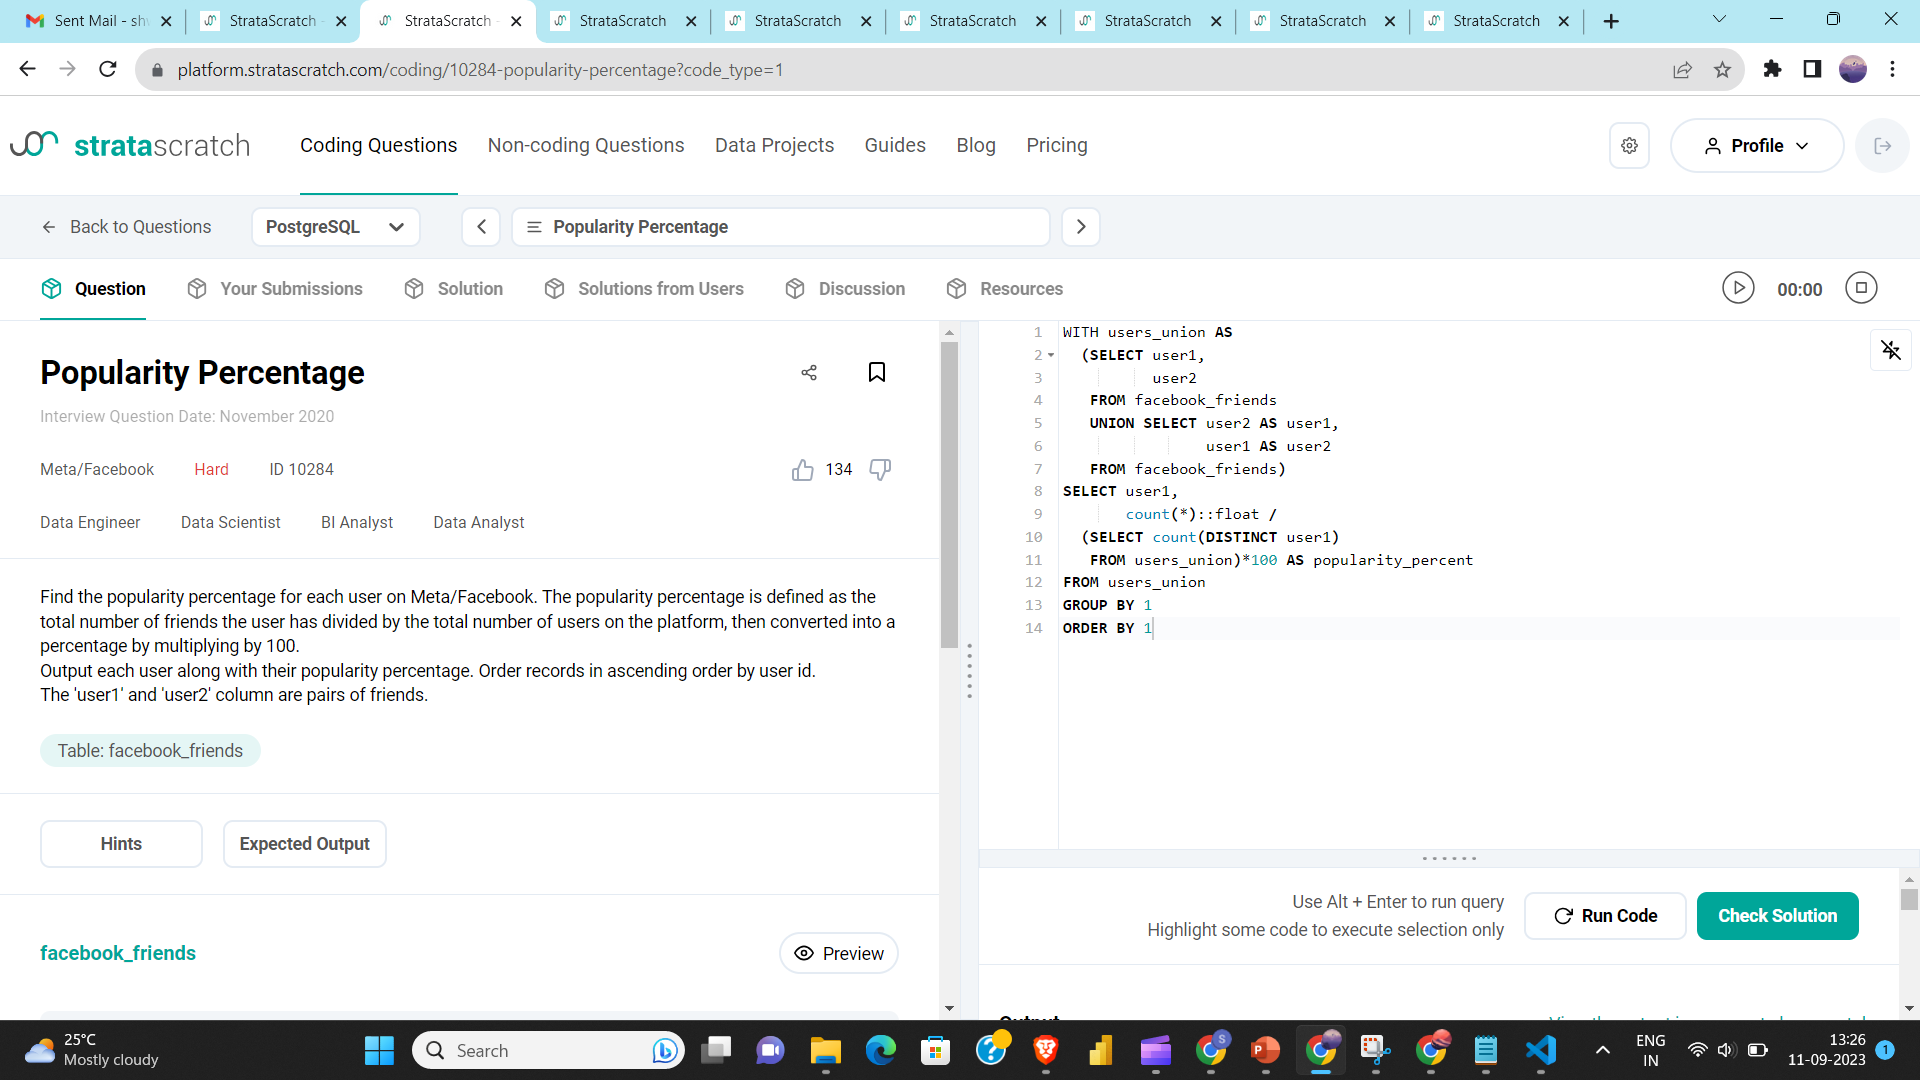 Sent Mail - sh
StrataScratch -
StrataScratch -
StrataScratch
StrataScratch
StrataScratch
StrataScratch
StrataScratch
StrataScratch
platform.stratascratch.com/coding/10284-popularity-percentage?code_type=1
stratascratch
Coding Questions
Non-coding Questions
Data Projects
Guides
Blog
Pricing
Profile
Back to Questions
PostgreSQL
Popularity Percentage
Question
Your Submissions
Solution
Solutions from Users
Discussion
Resources
00:00
Popularity Percentage
Interview Question Date: November 2020
Meta/Facebook
Hard
ID 10284
134
Data Engineer
Data Scientist
BI Analyst
Data Analyst
Find the popularity percentage for each user on Meta/Facebook. The popularity percentage is defined as the
total number of friends the user has divided by the total number of users on the platform, then converted into a
percentage by multiplying by 100.
Output each user along with their popularity percentage. Order records in ascending order by user id.
The 'user1' and 'user2' column are pairs of friends.
Table: facebook_friends
Hints
Expected Output
facebook_friends
Preview
1 WITH users_union AS
2 (SELECT user1,
3 user2
4 FROM facebook_friends
5 UNION SELECT user2 AS user1,
6 user1 AS user2
7 FROM facebook_friends)
8 SELECT user1,
9 count(*)::float /
10 (SELECT count(DISTINCT user1)
11 FROM users_union)*100 AS popularity_percent
12 FROM users_union
13 GROUP BY 1
14 ORDER BY 1
Use Alt + Enter to run query
Highlight some code to execute selection only
Run Code
Check Solution
Output
25°C
Mostly cloudy
Search
ENG
IN
13:26
11-09-2023
1